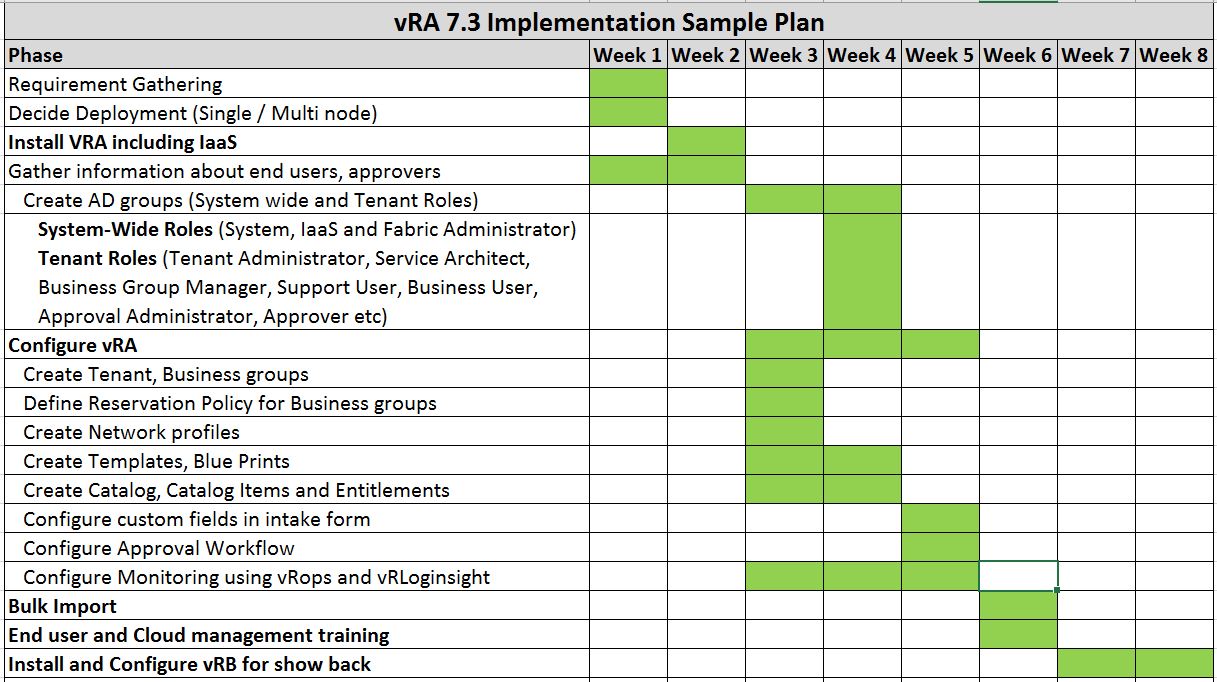 vRA 7.3 Implementation Sample Plan
Phase Week 1 Week 2 Week 3 Week 4 Week 5 Week 6 Week 7 Week 8
Requirement Gathering
Decide Deployment (Single / Multi node)
Install VRA including IaaS
Gather information about end users, approvers
Create AD groups (System wide and Tenant Roles)
System-Wide Roles (System, IaaS and Fabric Administrator)
Tenant Roles (Tenant Administrator, Service Architect,
Business Group Manager, Support User, Business User,
Approval Administrator, Approver etc)
Configure vRA
Create Tenant, Business groups
Define Reservation Policy for Business groups
Create Network profiles
Create Templates, Blue Prints
Create Catalog, Catalog Items and Entitlements
Configure custom fields in intake form
Configure Approval Workflow
Configure Monitoring using vRops and vRLoginsight
Bulk Import
End user and Cloud management training
Install and Configure vRB for show back